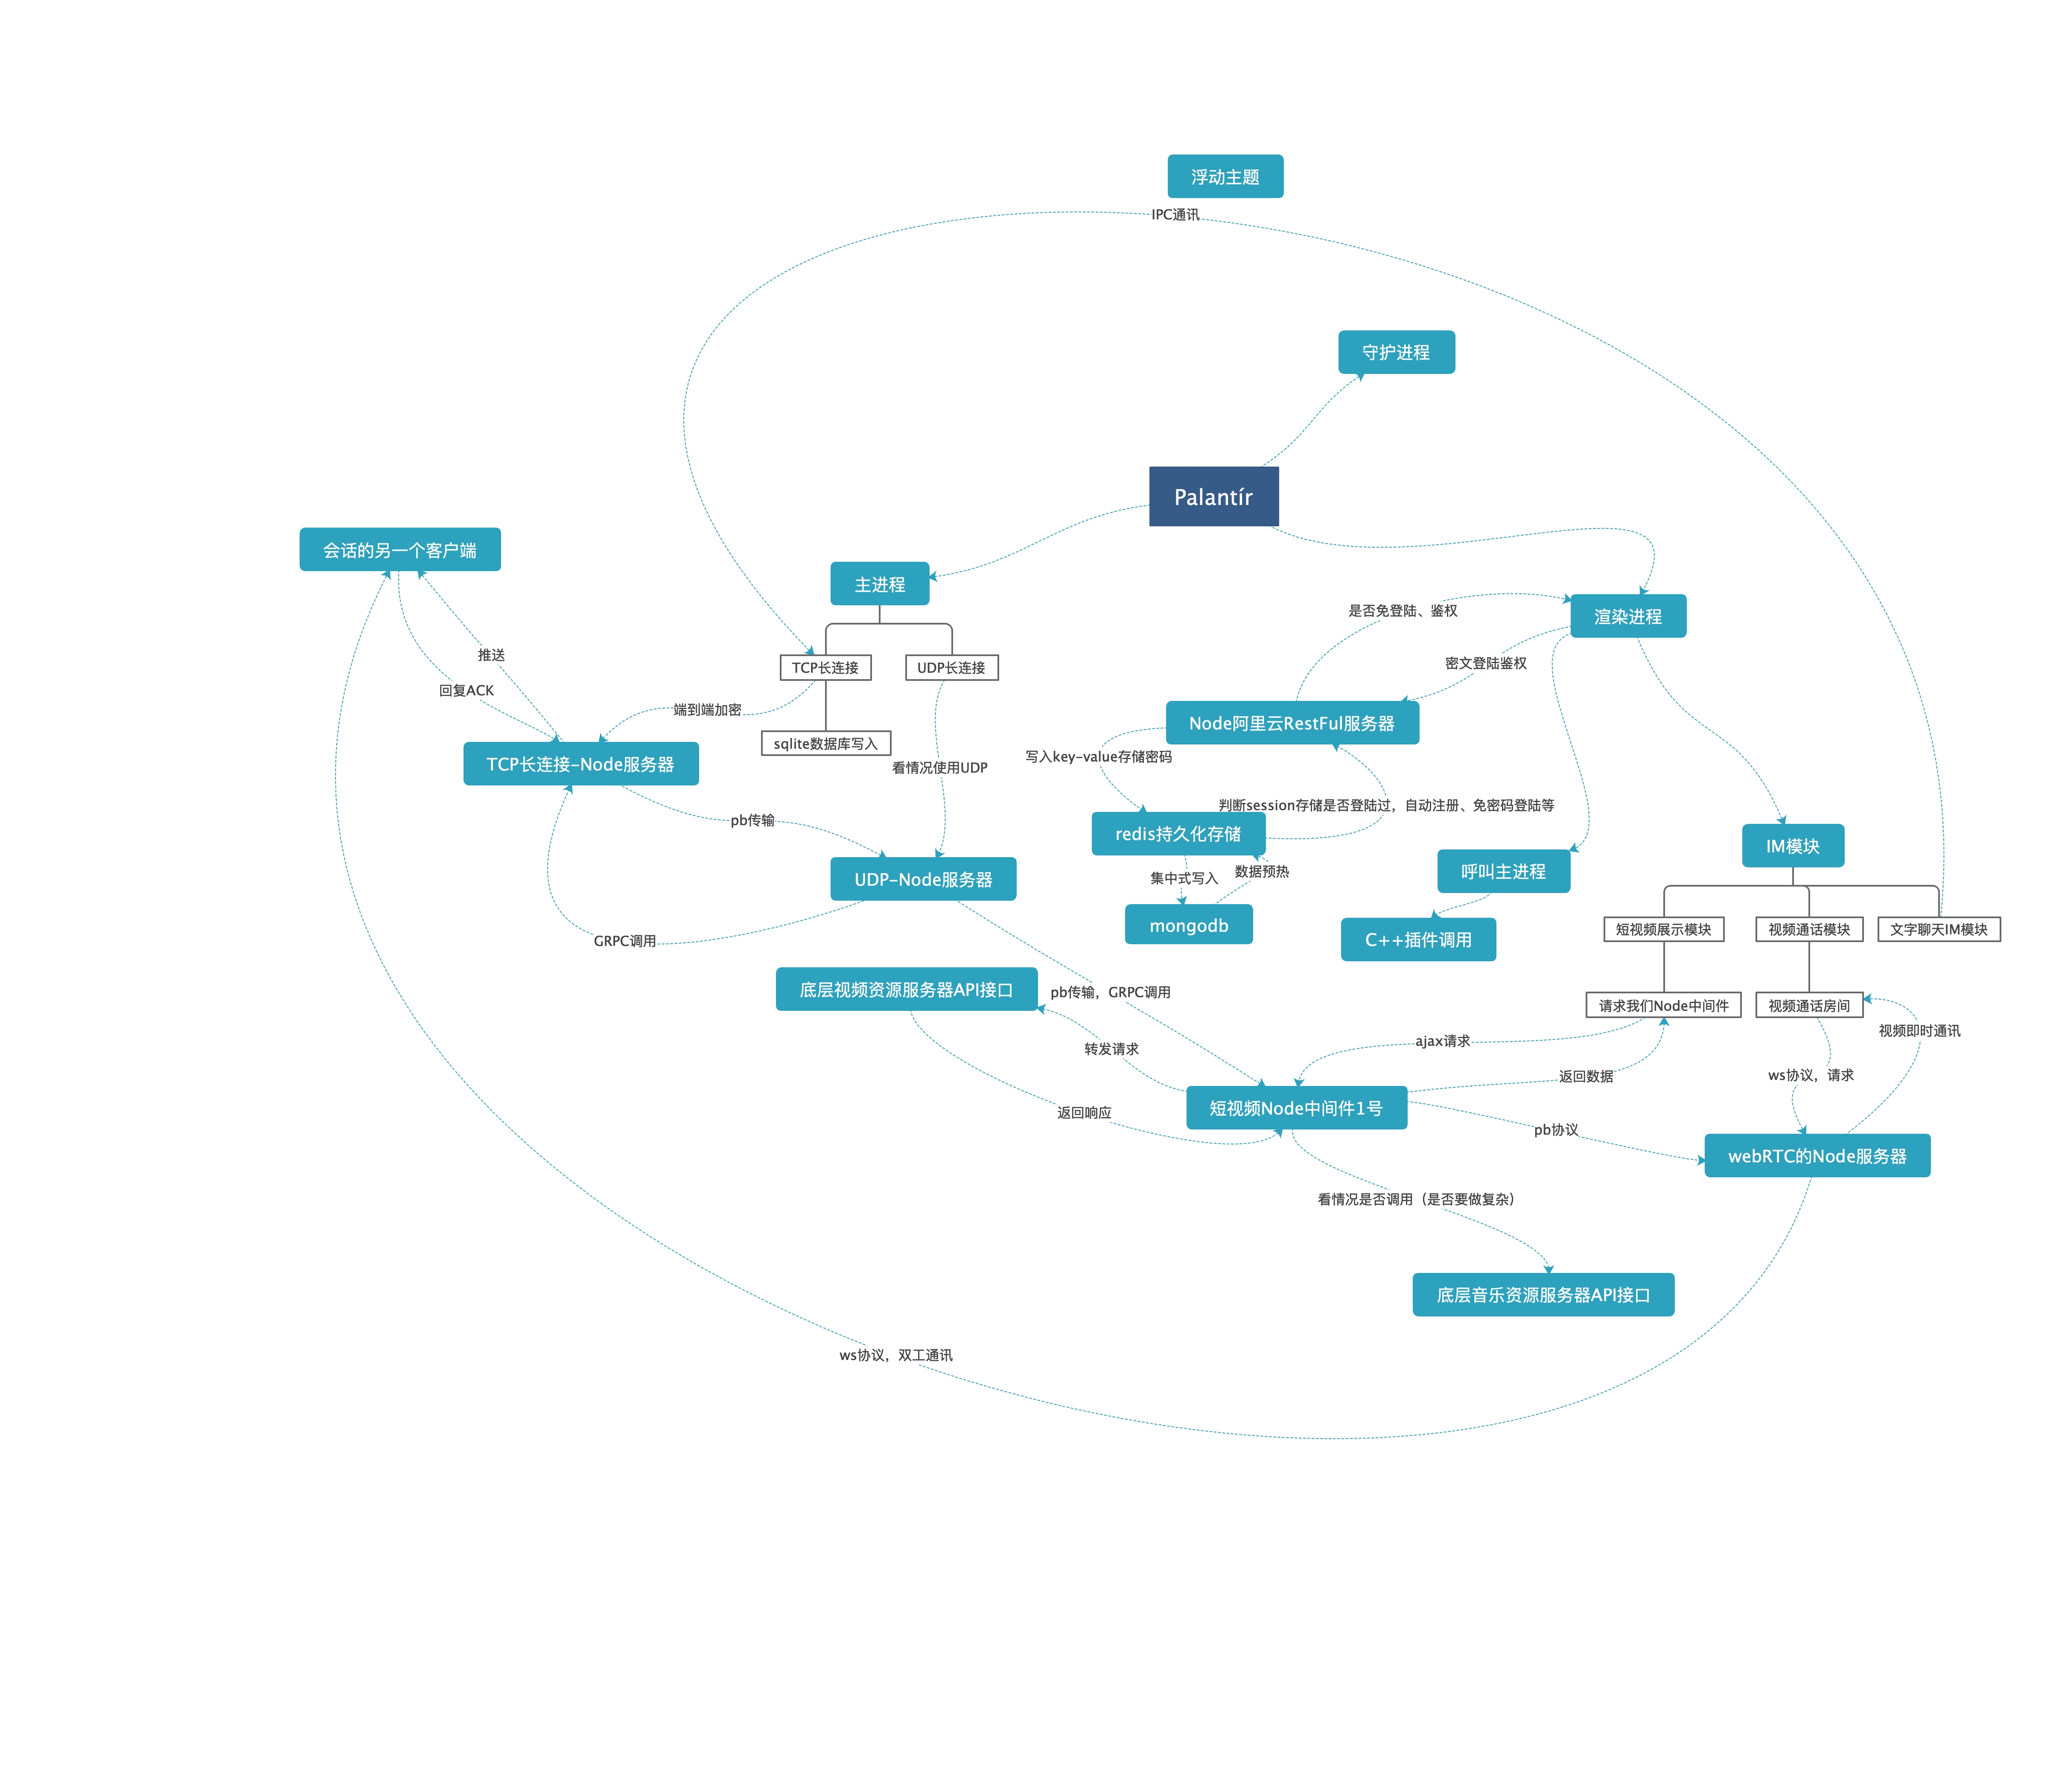 浮动主题
IPC通讯
守护进程
Palantír
会话的另一个客户端
主进程
是否免登陆、鉴权
渲染进程
推送
TCP长连接
UDP长连接
密文登陆鉴权
回复ACK
端到端加密
Node阿里云RestFul服务器
sqlite数据库写入
写入key-value存储密码
TCP长连接-Node服务器
看情况使用UDP
判断session存储是否登陆过，自动注册、免密码登陆等
pb传输
redis持久化存储
IM模块
UDP-Node服务器
集中式写入
数据预热
呼叫主进程
mongodb
短视频展示模块
视频通话模块
文字聊天IM模块
GRPC调用
C++插件调用
底层视频资源服务器API接口
pb传输，GRPC调用
请求我们Node中间件
视频通话房间
视频即时通讯
转发请求
ajax请求
返回数据
ws协议，请求
返回响应
短视频Node中间件1号
pb协议
webRTC的Node服务器
看情况是否调用（是否要做复杂）
底层音乐资源服务器API接口
ws协议，双工通讯